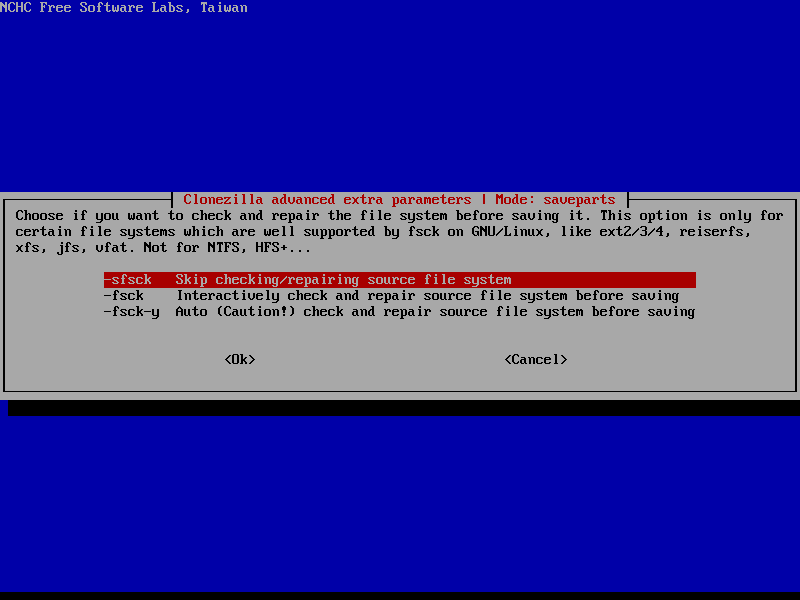 NCHC Free Software Labs, Taiwan
Clonezilla advanced extra parameters | Mode: saveparts
Choose if you want to check and repair the file system before saving it. This option is only for
certain file systems which are well supported by fsck on GNU/Linux, like ext2/3/4, reiserfs,
xfs, jfs, vfat. Not for NTFS, HFS+...
-sfsck Skip checking/repairing source file system
-fsck Interactively check and repair source file system before saving
-fsck-y Auto (Caution!) check and repair source file system before saving
<Ok> <Cancel>